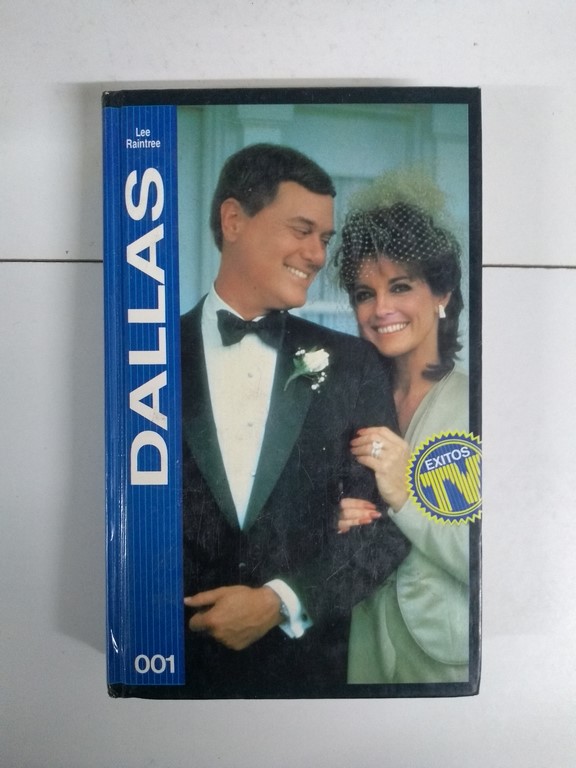 Lee
Raintree
DALLAS
EXITOS
TV
001